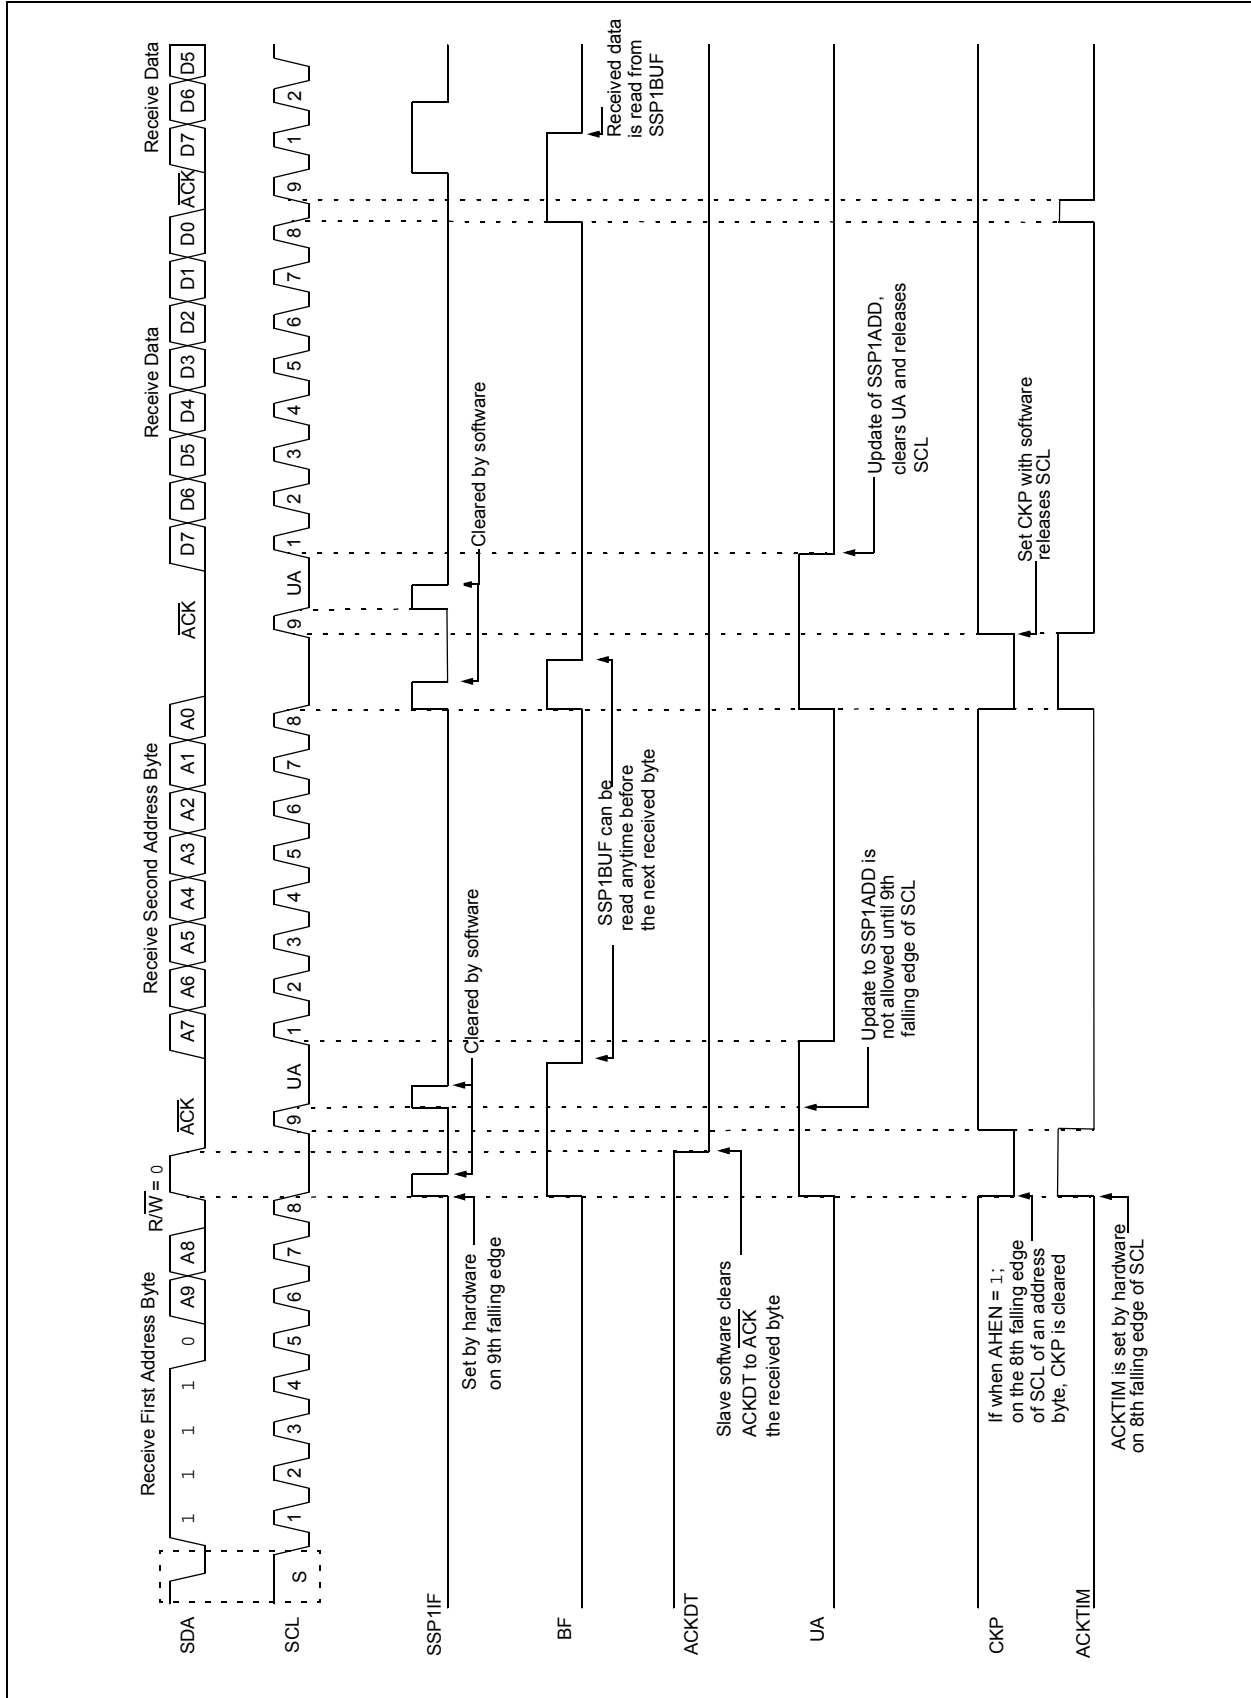 Receive First Address Byte
R/W = 0
Receive Second Address Byte
Receive Data
Receive Data
SDA
1 1 1 1 0 A9 A8 ACK A7 A6 A5 A4 A3 A2 A1 A0 ACK D7 D6 D5 D4 D3 D2 D1 D0 ACK D7 D6 D5
SCL
S 1 2 3 4 5 6 7 8 9 UA 1 2 3 4 5 6 7 8 9 UA 1 2 3 4 5 6 7 8 9 1 2
SSP1IF
Set by hardware
on 9th falling edge
Cleared by software
Cleared by software
BF
SSP1BUF can be
read anytime before
the next received byte
Received data
is read from
SSP1BUF
ACKDT
Slave software clears
ACKDT to ACK
the received byte
UA
Update to SSP1ADD is
not allowed until 9th
falling edge of SCL
Update of SSP1ADD,
clears UA and releases
SCL
CKP
If when AHEN = 1;
on the 8th falling edge
of SCL of an address
byte, CKP is cleared
Set CKP with software
releases SCL
ACKTIM
ACKTIM is set by hardware
on 8th falling edge of SCL